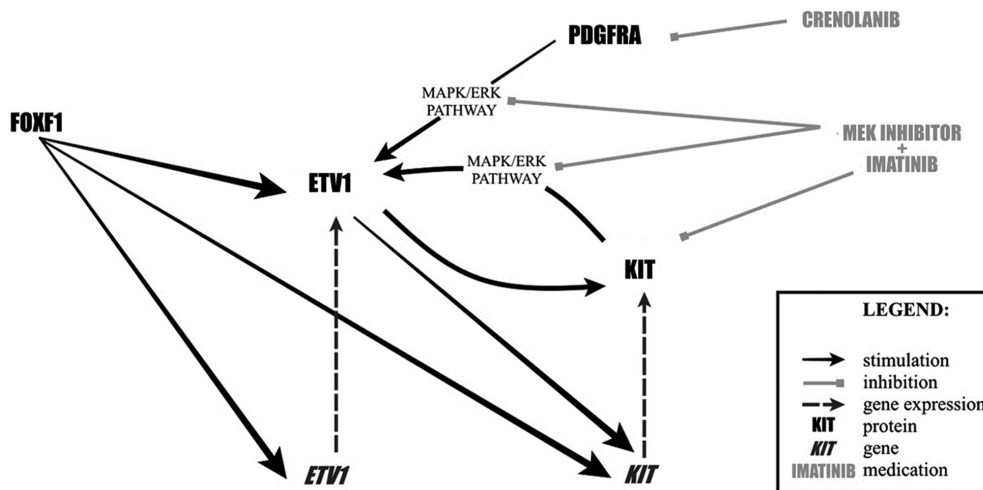 CRENOLANIB
PDGFRA
MAPK/ERK
PATHWAY
FOXF1
MEK INHIBITOR
+
IMATINIB
MAPK/ERK
PATHWAY
ETV1
KIT
LEGEND:
stimulation
inhibition
gene expression
KIT protein
KIT gene
IMATINIB medication
ETV1
KIT